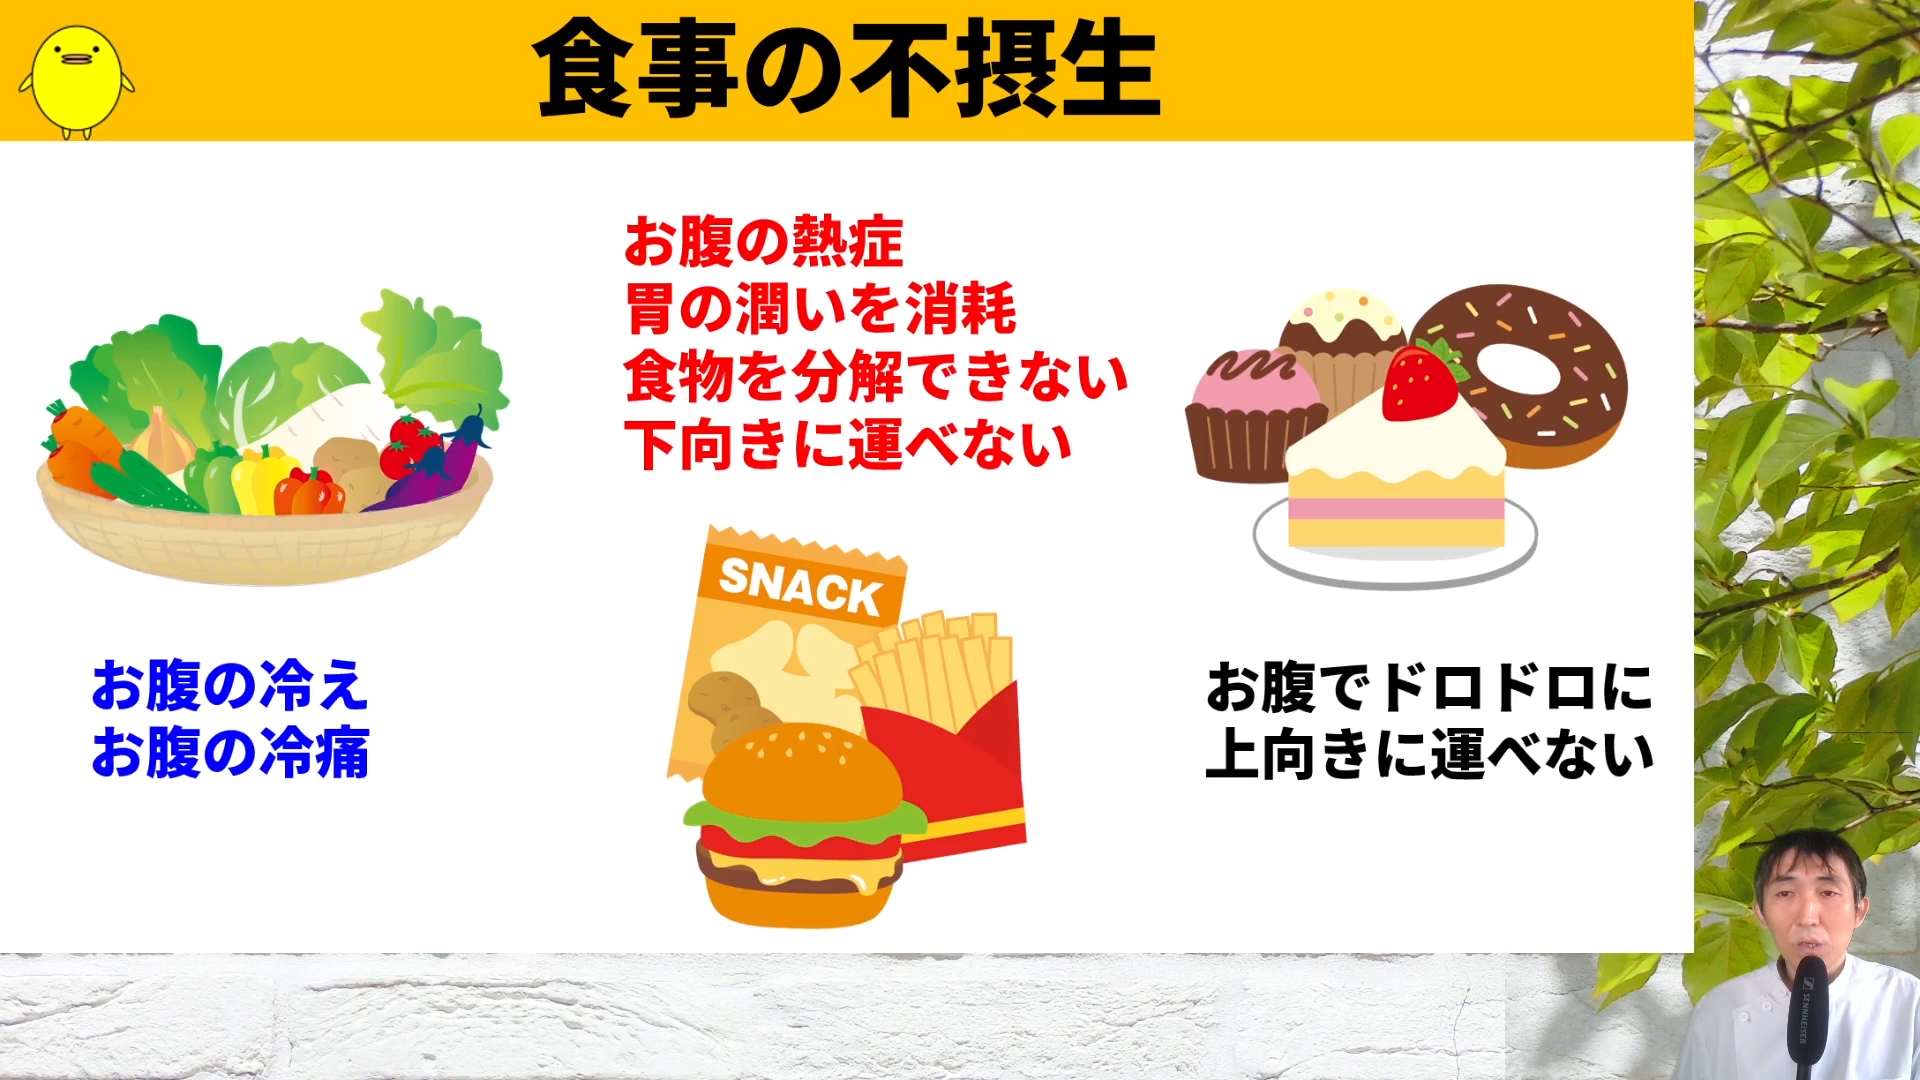 食事の不摂生
お腹の熱症
胃の潤いを消耗
食物を分解できない
下向きに運べない
SNACK
お腹の冷え
お腹の冷痛
お腹でドロドロに
上向きに運べない
SENNHEISER